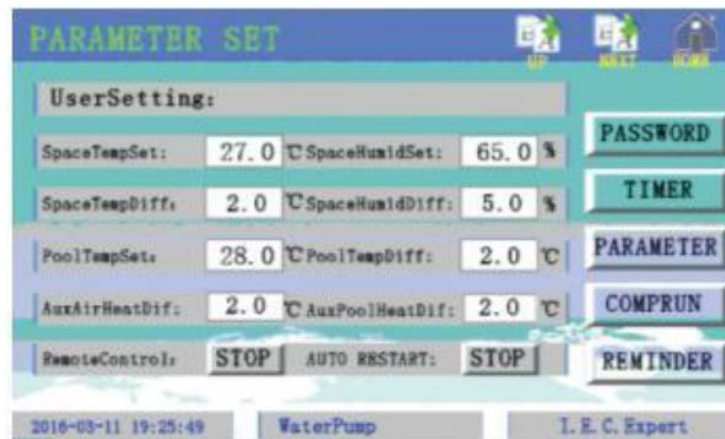 PARAMETER SET
UP NEXT HOME
UserSetting:
SpaceTempSet: 27.0 ℃ SpaceHumidSet: 65.0 %
SpaceTempDiff: 2.0 ℃ SpaceHumidDiff: 5.0 %
PoolTempSet: 28.0 ℃ PoolTempDiff: 2.0 ℃
AuxAirHeatDif: 2.0 ℃ AuxPoolHeatDif: 2.0 ℃
RemoteControl: STOP AUTO RESTART: STOP
PASSWORD
TIMER
PARAMETER
COMPRUN
REMINDER
2016-03-11 19:25:49 WaterPump I.E.C.Expert